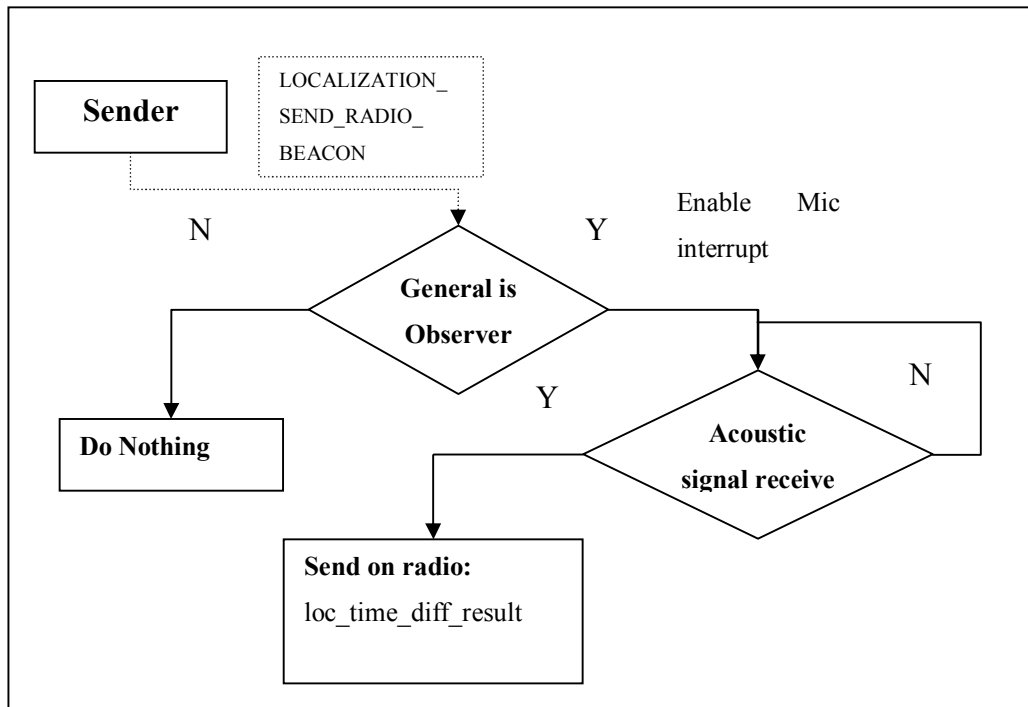 Sender
LOCALIZATION_
SEND_RADIO_
BEACON
N
Y
Enable Mic
interrupt
General is
Observer
Y
N
Do Nothing
Acoustic
signal receive
Send on radio:
loc_time_diff_result